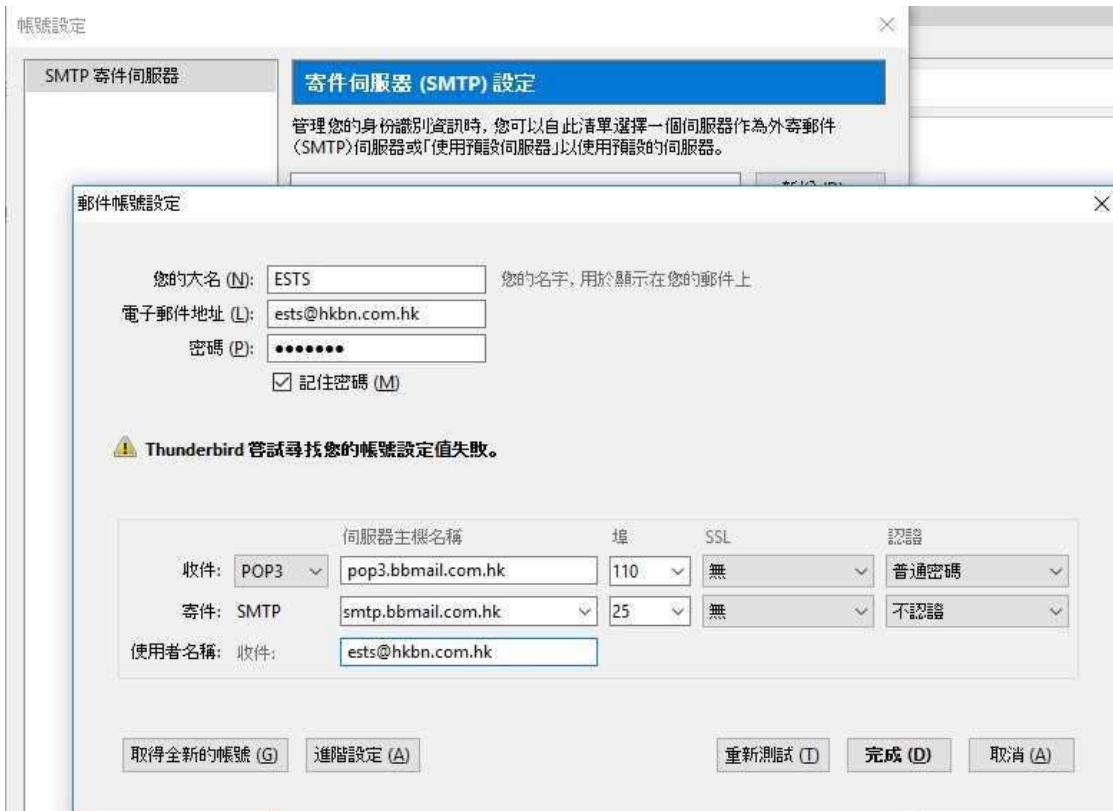 帳號設定
SMTP 寄件伺服器
寄件伺服器 (SMTP) 設定
管理您的身份識別資訊時, 您可以自此清單選擇一個伺服器作為外寄郵件
(SMTP)伺服器或「使用預設伺服器」以使用預設的伺服器。
郵件帳號設定
您的大名 (N): ESTS 您的名字, 用於顯示在您的郵件上
電子郵件地址 (L): ests@hkbn.com.hk
密碼 (P): •••••••
記住密碼 (M)
Thunderbird 嘗試尋找您的帳號設定值失敗。
伺服器主機名稱 埠 SSL 認證
收件: POP3 pop3.bbmail.com.hk 110 無 普通密碼
寄件: SMTP smtp.bbmail.com.hk 25 無 不認證
使用者名稱: 收件: ests@hkbn.com.hk
取得全新的帳號 (G) 進階設定 (A) 重新測試 (T) 完成 (D) 取消 (A)